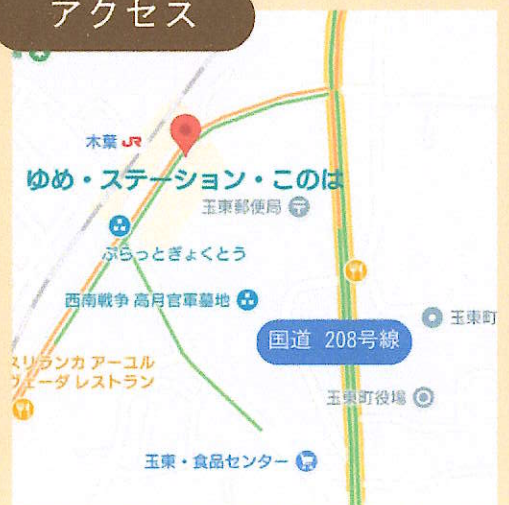 アクセス
木葉 JR
ゆめ・ステーション・このは
玉東郵便局
ぷらっとぎょくとう
西南戦争 高月官軍墓地
国道 208号線
玉東町
スリランカ アーユル
ヴェーダ レストラン
玉東町役場
玉東・食品センター